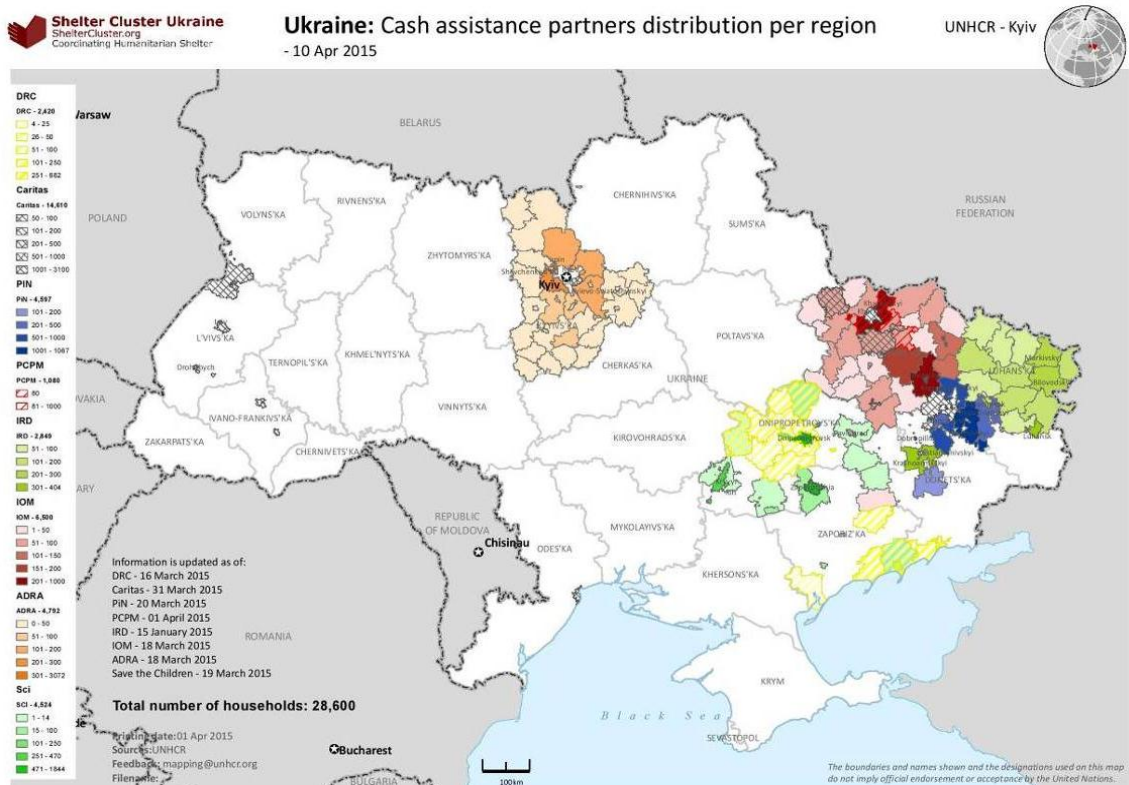 Shelter Cluster Ukraine
ShelterCluster.org
Coordinating Humanitarian Shelter
Ukraine: Cash assistance partners distribution per region
- 10 Apr 2015
UNHCR - Kyiv
DRC
DRC - 2,420
4 - 25
26 - 50
51 - 100
101 - 250
251 - 982
Caritas
Caritas - 14,610
50 - 100
101 - 200
201 - 500
501 - 1000
1001 - 3100
PIN
PiN - 4,597
101 - 200
201 - 500
501 - 1000
1001 - 1067
PCPM
PCPM - 1,080
80
81 - 1000
IRD
IRD - 2,849
51 - 100
101 - 200
201 - 300
301 - 404
IOM
IOM - 6,500
1 - 50
51 - 100
101 - 150
151 - 200
201 - 1000
ADRA
ADRA - 4,792
0 - 50
51 - 100
101 - 200
201 - 300
301 - 3072
Sci
SCI - 4,524
1 - 14
15 - 100
101 - 250
251 - 470
471 - 1844
Warsaw
BELARUS
POLAND
RUSSIAN
FEDERATION
VOLYNS'KA
RIVNENS'KA
ZHYTOMYRS'KA
CHERNIHIVS'KA
SUMS'KA
Kyiv
L'VIVS'KA
Drohobych
TERNOPIL'S'KA
KHMEL'NYTS'KA
POLTAVS'KA
CHERKAS'KA
UKRAINE
LUHANS'KA
Markivskyi
Bilovodskyi
IVANO-FRANKIVS'KA
VINNYTS'KA
ZAKARPATS'KA
CHERNIVETS'KA
KIROVOHRADS'KA
DNIPROPETROVS'KA
DONETS'KA
REPUBLIC
OF MOLDOVA
Chisinau
ODES'KA
MYKOLAYIVS'KA
ZAPORIZ'KA
KHERSONS'KA
ROMANIA
KRYM
SEVASTOPOL
Black Sea
Bucharest
BULGARIA
Information is updated as of:
DRC - 16 March 2015
Caritas - 31 March 2015
PiN - 20 March 2015
PCPM - 01 April 2015
IRD - 15 January 2015
IOM - 18 March 2015
ADRA - 18 March 2015
Save the Children - 19 March 2015
Total number of households: 28,600
Printing date:01 Apr 2015
Sources:UNHCR
Feedback: mapping@unhcr.org
Filename:
100km
The boundaries and names shown and the designations used on this map
do not imply official endorsement or acceptance by the United Nations.